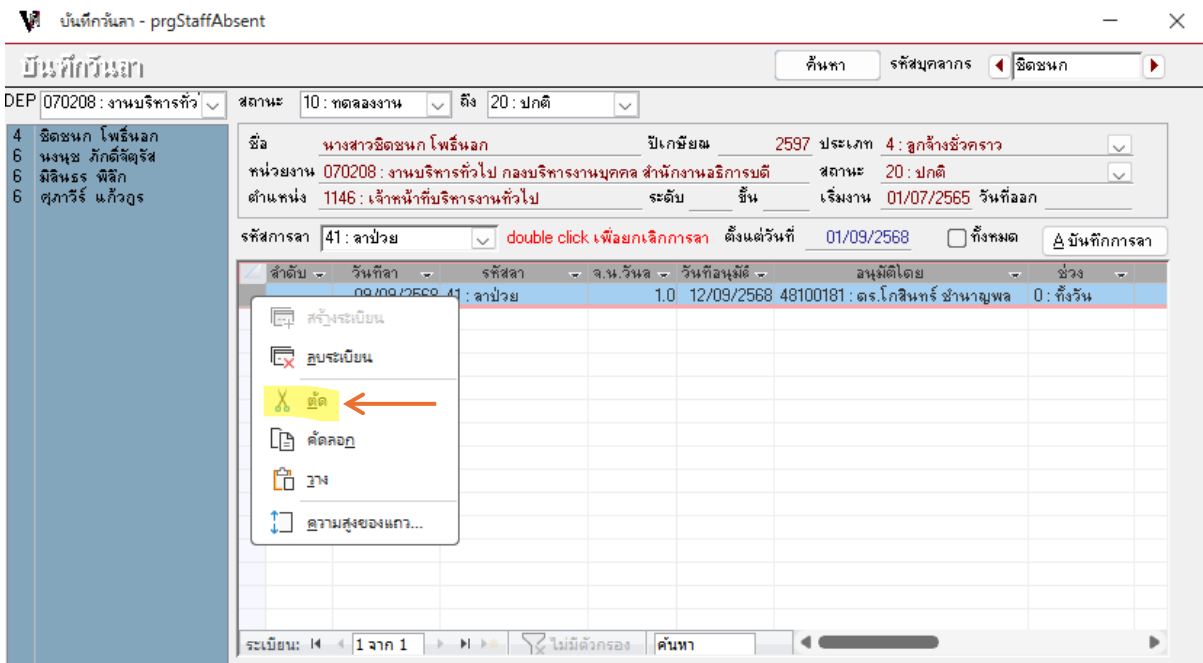 บันทึกวันลา - prgStaffAbsent
บันทึกวันลา
ค้นหา รหัสบุคลากร ชิดชนก
DEP 070208 : งานบริหารทั่ว สถานะ 10 : ทดลองงาน ถึง 20 : ปกติ
4 ชิดชนก โพธิ์นอก
6 นงนุช ภักดิ์จัตุรัส
6 มิลินธร พิลึก
6 ศุภาวีร์ แก้วกูร
ชื่อ นางสาวชิดชนก โพธิ์นอก ปีเกษียณ 2597 ประเภท 4 : ลูกจ้างชั่วคราว
หน่วยงาน 070208 : งานบริหารทั่วไป กองบริหารงานบุคคล สำนักงานอธิการบดี สถานะ 20 : ปกติ
ตำแหน่ง 1146 : เจ้าหน้าที่บริหารงานทั่วไป ระดับ ขั้น เริ่มงาน 01/07/2565 วันที่ออก
รหัสการลา 41 : ลาป่วย double click เพื่อยกเลิกการลา ตั้งแต่วันที่ 01/09/2568 ทั้งหมด A บันทึกการลา
ลำดับ วันที่ลา รหัสลา จ.น.วันล วันที่อนุมัติ อนุมัติโดย ช่วง
09/09/2568 41 : ลาป่วย 1.0 12/09/2568 48100181 : ดร.โกสินทร์ ชำนาญพล 0 : ทั้งวัน
สร้างระเบียน
ลบระเบียน
ตัด
คัดลอก
วาง
ความสูงของแถว...
ระเบียน: 1 จาก 1 ไม่มีตัวกรอง ค้นหา